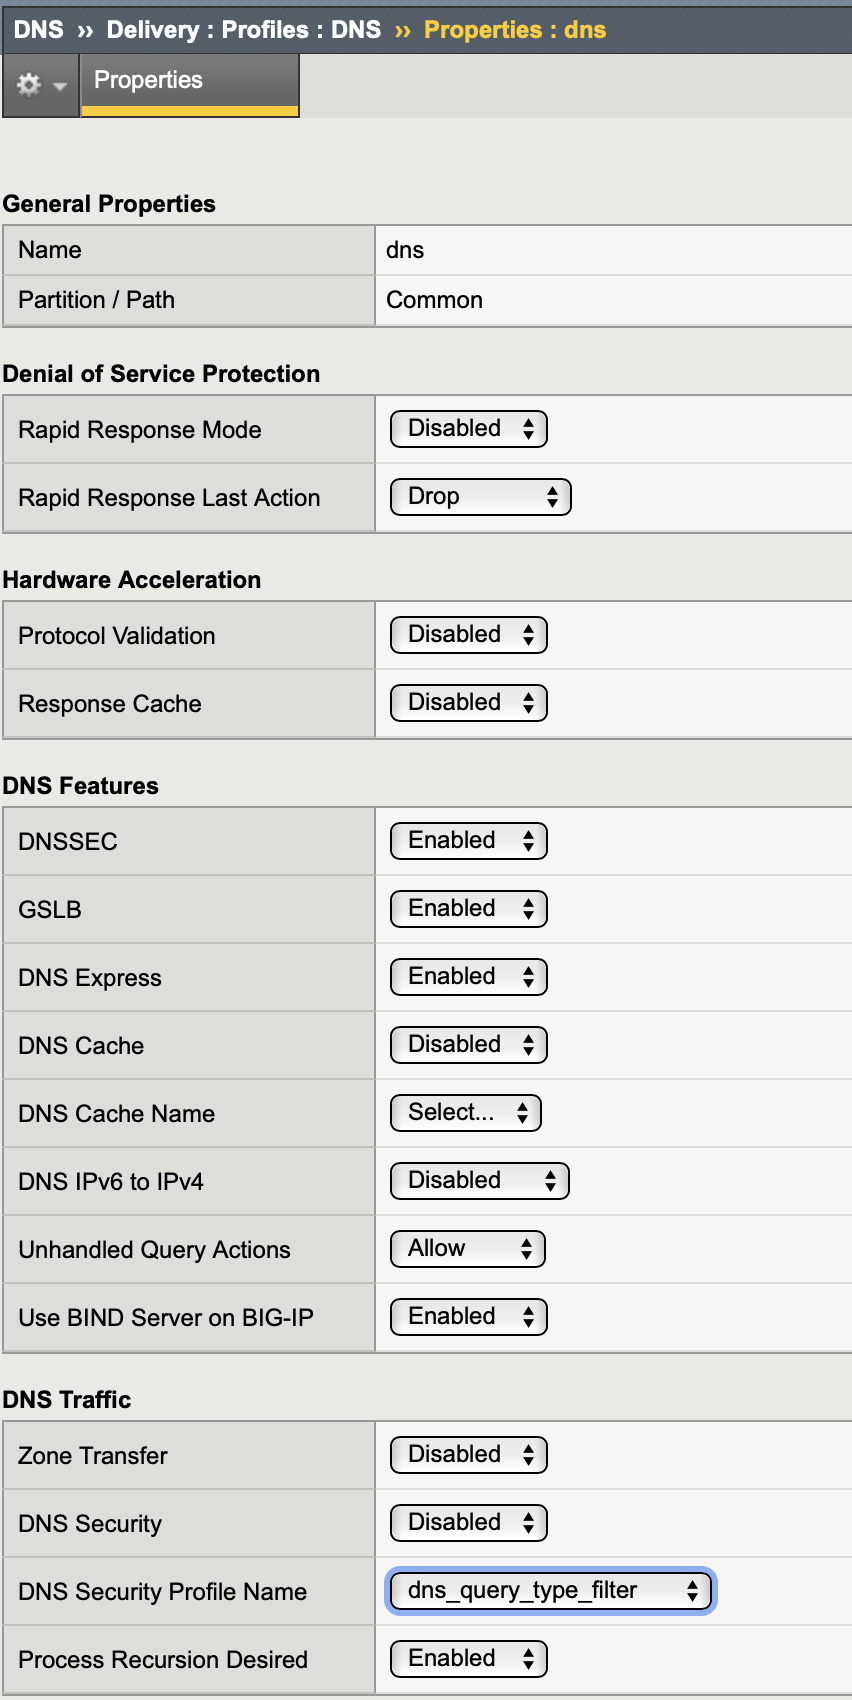 DNS ›› Delivery : Profiles : DNS ›› Properties : dns
Properties
General Properties
Name dns
Partition / Path Common
Denial of Service Protection
Rapid Response Mode Disabled
Rapid Response Last Action Drop
Hardware Acceleration
Protocol Validation Disabled
Response Cache Disabled
DNS Features
DNSSEC Enabled
GSLB Enabled
DNS Express Enabled
DNS Cache Disabled
DNS Cache Name Select...
DNS IPv6 to IPv4 Disabled
Unhandled Query Actions Allow
Use BIND Server on BIG-IP Enabled
DNS Traffic
Zone Transfer Disabled
DNS Security Disabled
DNS Security Profile Name dns_query_type_filter
Process Recursion Desired Enabled